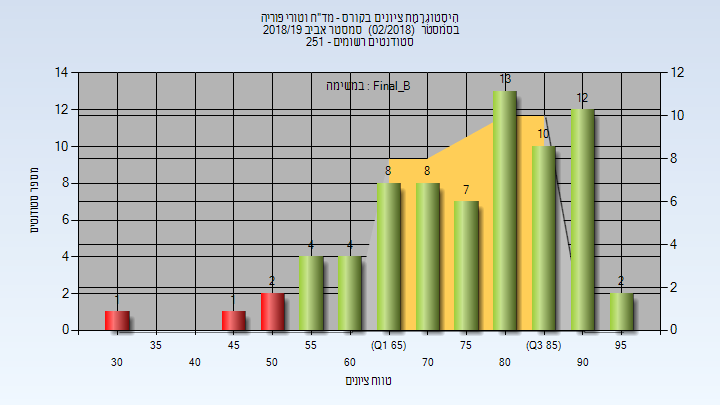 היסטוגרמת ציונים בקורס - מד"ח וטורי פוריה
בסמסטר (02/2018) סמסטר אביב 2018/19
סטודנטים רשומים - 251
במשימה : Final_B
מספר סטודנטים
14 12 10 8 6 4 2 0
12 10 8 6 4 2 0
1 1 2 4 4 8 8 7 13 10 12 2
30 35 40 45 50 55 60 (Q1 65) 70 75 80 (Q3 85) 90 95
טווח ציונים